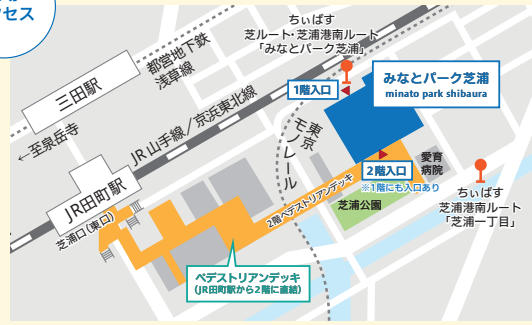 クセス
ちぃばす
芝ルート・芝浦港南ルート
「みなとパーク芝浦」
都営地下鉄
浅草線
三田駅
1階入口
みなとパーク芝浦
minato park shibaura
←至泉岳寺
JR山手線／京浜東北線
東京
モノレール
2階入口
※1階にも入口あり
愛育
病院
JR田町駅
芝浦口（東口）
2階ペデストリアンデッキ
芝浦公園
ちぃばす
芝浦港南ルート
「芝浦一丁目」
ペデストリアンデッキ
（JR田町駅から2階に直結）